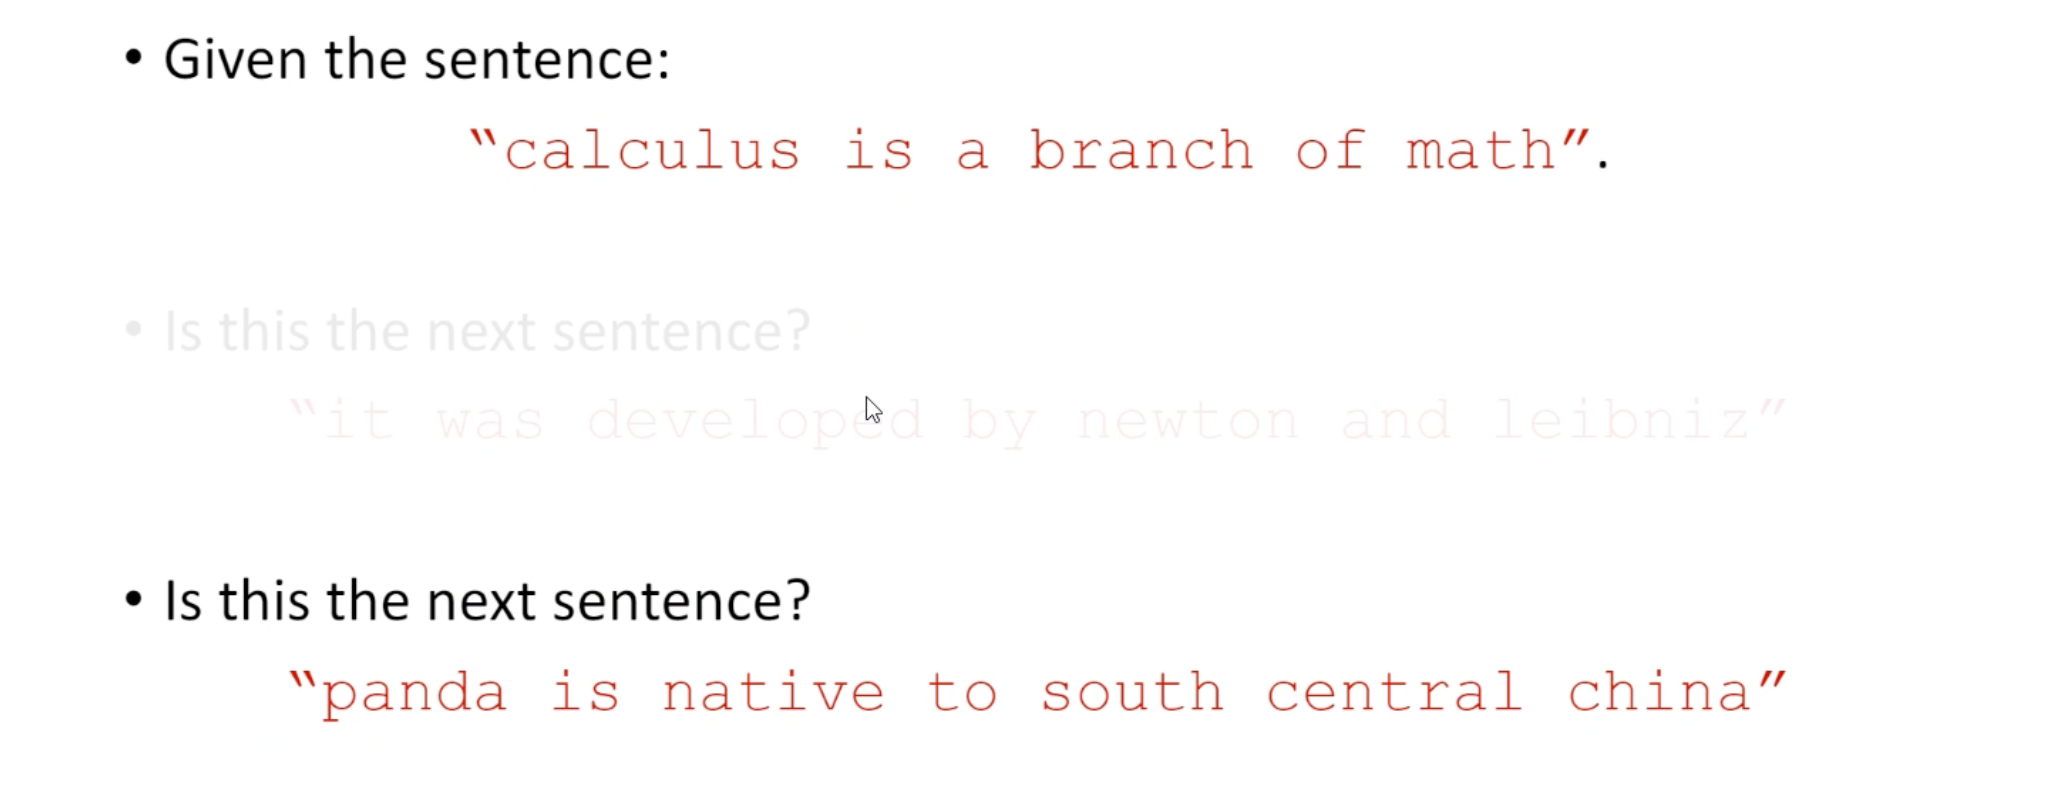 • Given the sentence:
“calculus is a branch of math”.
• Is this the next sentence?
“it was developed by newton and leibniz”
• Is this the next sentence?
“panda is native to south central china”